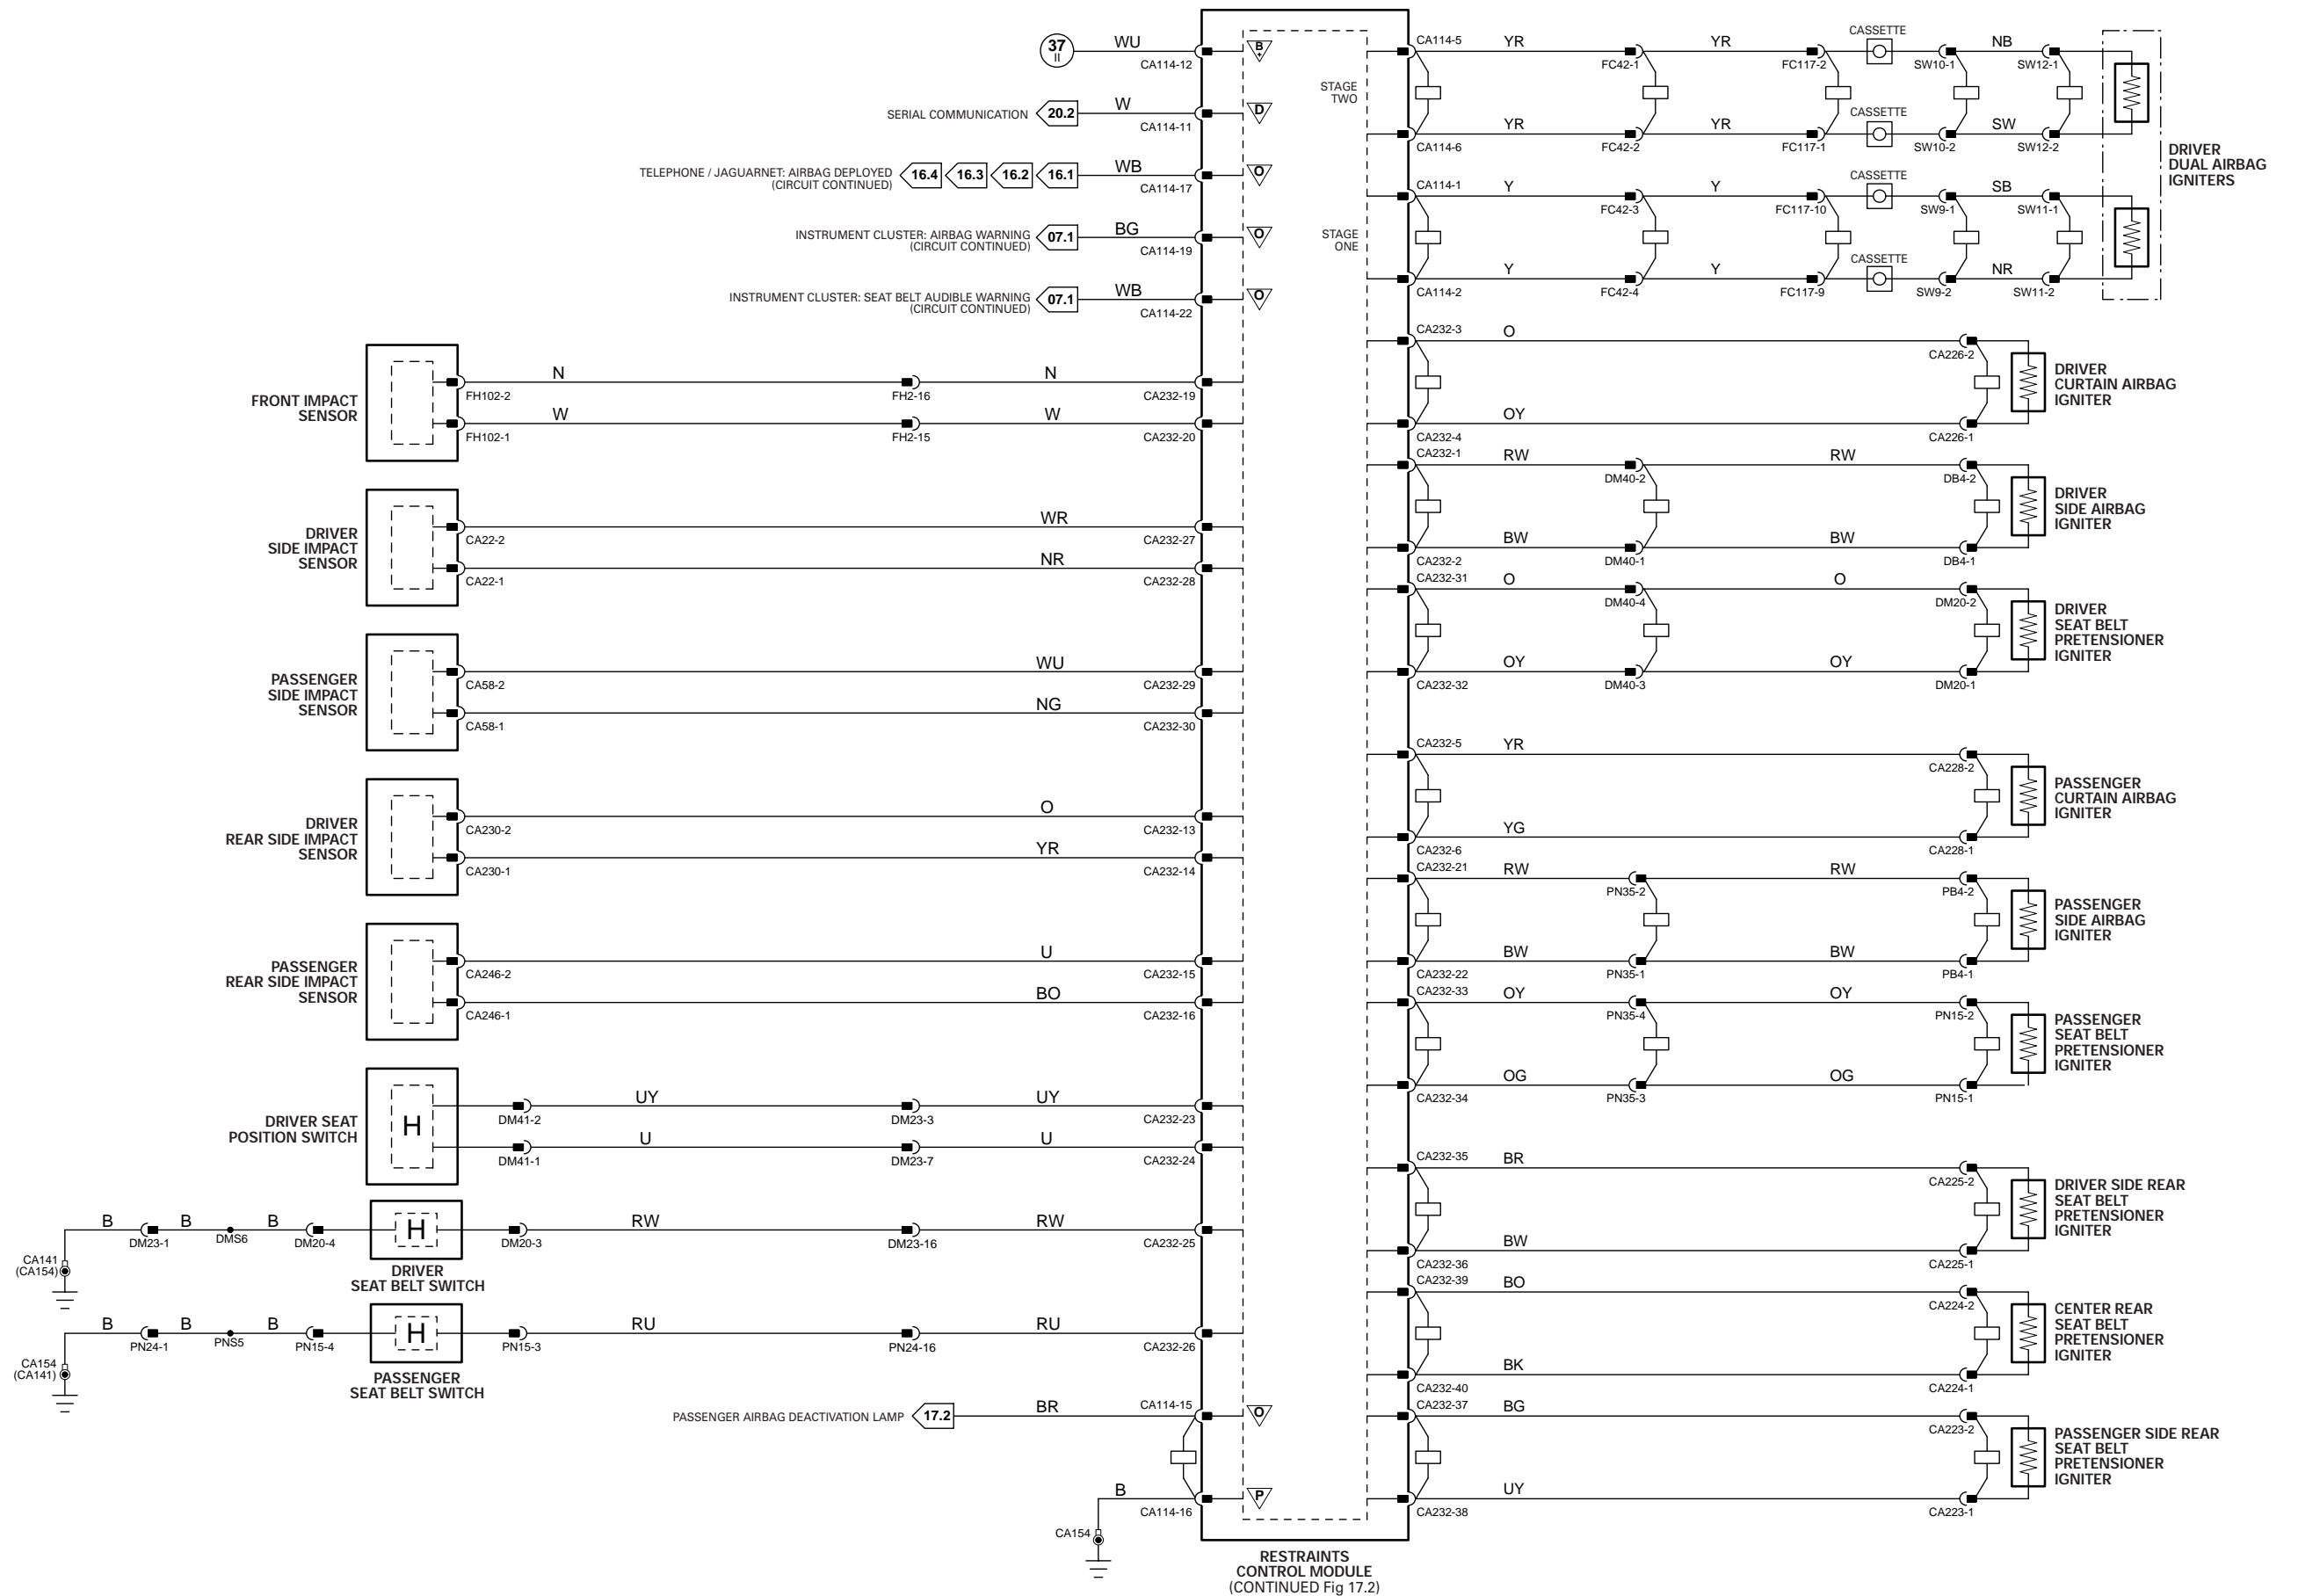 37
II
WU
CA114-12
B
+
SERIAL COMMUNICATION
20.2
W
CA114-11
D
TELEPHONE / JAGUARNET: AIRBAG DEPLOYED
(CIRCUIT CONTINUED)
16.4
16.3
16.2
16.1
WB
CA114-17
O
INSTRUMENT CLUSTER: AIRBAG WARNING
(CIRCUIT CONTINUED)
07.1
BG
CA114-19
O
INSTRUMENT CLUSTER: SEAT BELT AUDIBLE WARNING
(CIRCUIT CONTINUED)
07.1
WB
CA114-22
O
FRONT IMPACT
SENSOR
N
N
FH102-2
FH2-16
CA232-19
W
W
FH102-1
FH2-15
CA232-20
DRIVER
SIDE IMPACT
SENSOR
WR
CA22-2
CA232-27
NR
CA22-1
CA232-28
PASSENGER
SIDE IMPACT
SENSOR
WU
CA58-2
CA232-29
NG
CA58-1
CA232-30
DRIVER
REAR SIDE IMPACT
SENSOR
O
CA230-2
CA232-13
YR
CA230-1
CA232-14
PASSENGER
REAR SIDE IMPACT
SENSOR
U
CA246-2
CA232-15
BO
CA246-1
CA232-16
DRIVER SEAT
POSITION SWITCH
H
UY
UY
DM41-2
DM23-3
CA232-23
U
U
DM41-1
DM23-7
CA232-24
B
B
B
H
RW
RW
DM23-1
DMS6
DM20-4
DM20-3
DM23-16
CA232-25
CA141
(CA154)
DRIVER
SEAT BELT SWITCH
B
B
B
H
RU
RU
PN24-1
PNS5
PN15-4
PN15-3
PN24-16
CA232-26
CA154
(CA141)
PASSENGER
SEAT BELT SWITCH
PASSENGER AIRBAG DEACTIVATION LAMP
17.2
BR
CA114-15
O
B
CA114-16
P
CA154
RESTRAINTS
CONTROL MODULE
(CONTINUED Fig 17.2)
STAGE
TWO
CA114-5
YR
YR
CASSETTE
NB
FC42-1
FC117-2
SW10-1
SW12-1
CASSETTE
YR
YR
SW
CA114-6
FC42-2
FC117-1
SW10-2
SW12-2
DRIVER
DUAL AIRBAG
IGNITERS
STAGE
ONE
CA114-1
Y
Y
CASSETTE
SB
FC42-3
FC117-10
SW9-1
SW11-1
CASSETTE
Y
Y
NR
CA114-2
FC42-4
FC117-9
SW9-2
SW11-2
CA232-3
O
CA226-2
OY
CA232-4
CA226-1
DRIVER
CURTAIN AIRBAG
IGNITER
CA232-1
RW
RW
DM40-2
DB4-2
BW
BW
CA232-2
DM40-1
DB4-1
DRIVER
SIDE AIRBAG
IGNITER
CA232-31
O
O
DM40-4
DM20-2
OY
OY
CA232-32
DM40-3
DM20-1
DRIVER
SEAT BELT
PRETENSIONER
IGNITER
CA232-5
YR
CA228-2
YG
CA232-6
CA228-1
PASSENGER
CURTAIN AIRBAG
IGNITER
CA232-21
RW
RW
PN35-2
PB4-2
BW
BW
CA232-22
PN35-1
PB4-1
PASSENGER
SIDE AIRBAG
IGNITER
CA232-33
OY
OY
PN35-4
PN15-2
OG
OG
CA232-34
PN35-3
PN15-1
PASSENGER
SEAT BELT
PRETENSIONER
IGNITER
CA232-35
BR
CA225-2
BW
CA232-36
CA225-1
DRIVER SIDE REAR
SEAT BELT
PRETENSIONER
IGNITER
CA232-39
BO
CA224-2
BK
CA232-40
CA224-1
CENTER REAR
SEAT BELT
PRETENSIONER
IGNITER
CA232-37
BG
CA223-2
UY
CA232-38
CA223-1
PASSENGER SIDE REAR
SEAT BELT
PRETENSIONER
IGNITER